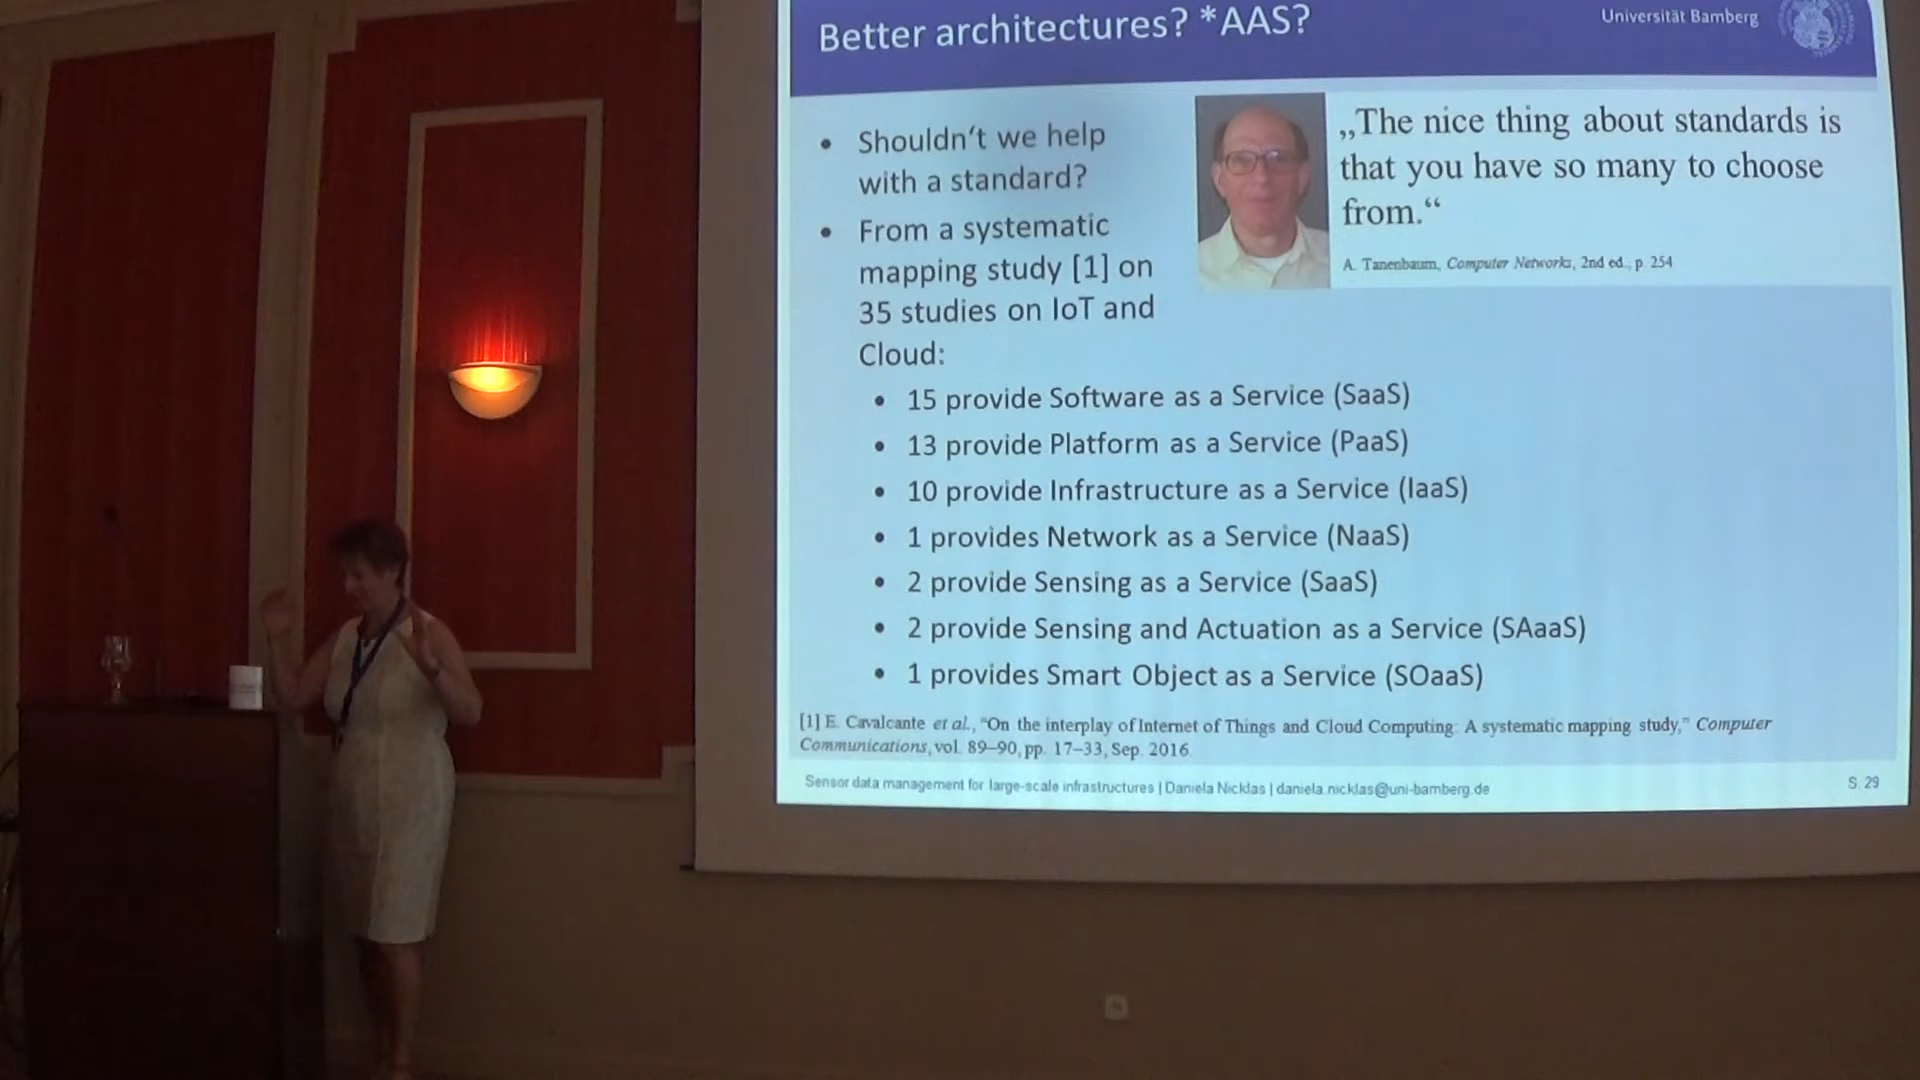 Better architectures? *AAS?
Universität Bamberg
• Shouldn't we help
with a standard?
• From a systematic
mapping study [1] on
35 studies on IoT and
Cloud:
„The nice thing about standards is
that you have so many to choose
from.“
A. Tanenbaum, Computer Networks, 2nd ed., p. 254
• 15 provide Software as a Service (SaaS)
• 13 provide Platform as a Service (PaaS)
• 10 provide Infrastructure as a Service (IaaS)
• 1 provides Network as a Service (NaaS)
• 2 provide Sensing as a Service (SaaS)
• 2 provide Sensing and Actuation as a Service (SAaaS)
• 1 provides Smart Object as a Service (SOaaS)
[1] E. Cavalcante et al., “On the interplay of Internet of Things and Cloud Computing: A systematic mapping study,” Computer
Communications, vol. 89–90, pp. 17–33, Sep. 2016.
Sensor data management for large-scale infrastructures | Daniela Nicklas | daniela.nicklas@uni-bamberg.de
S. 29